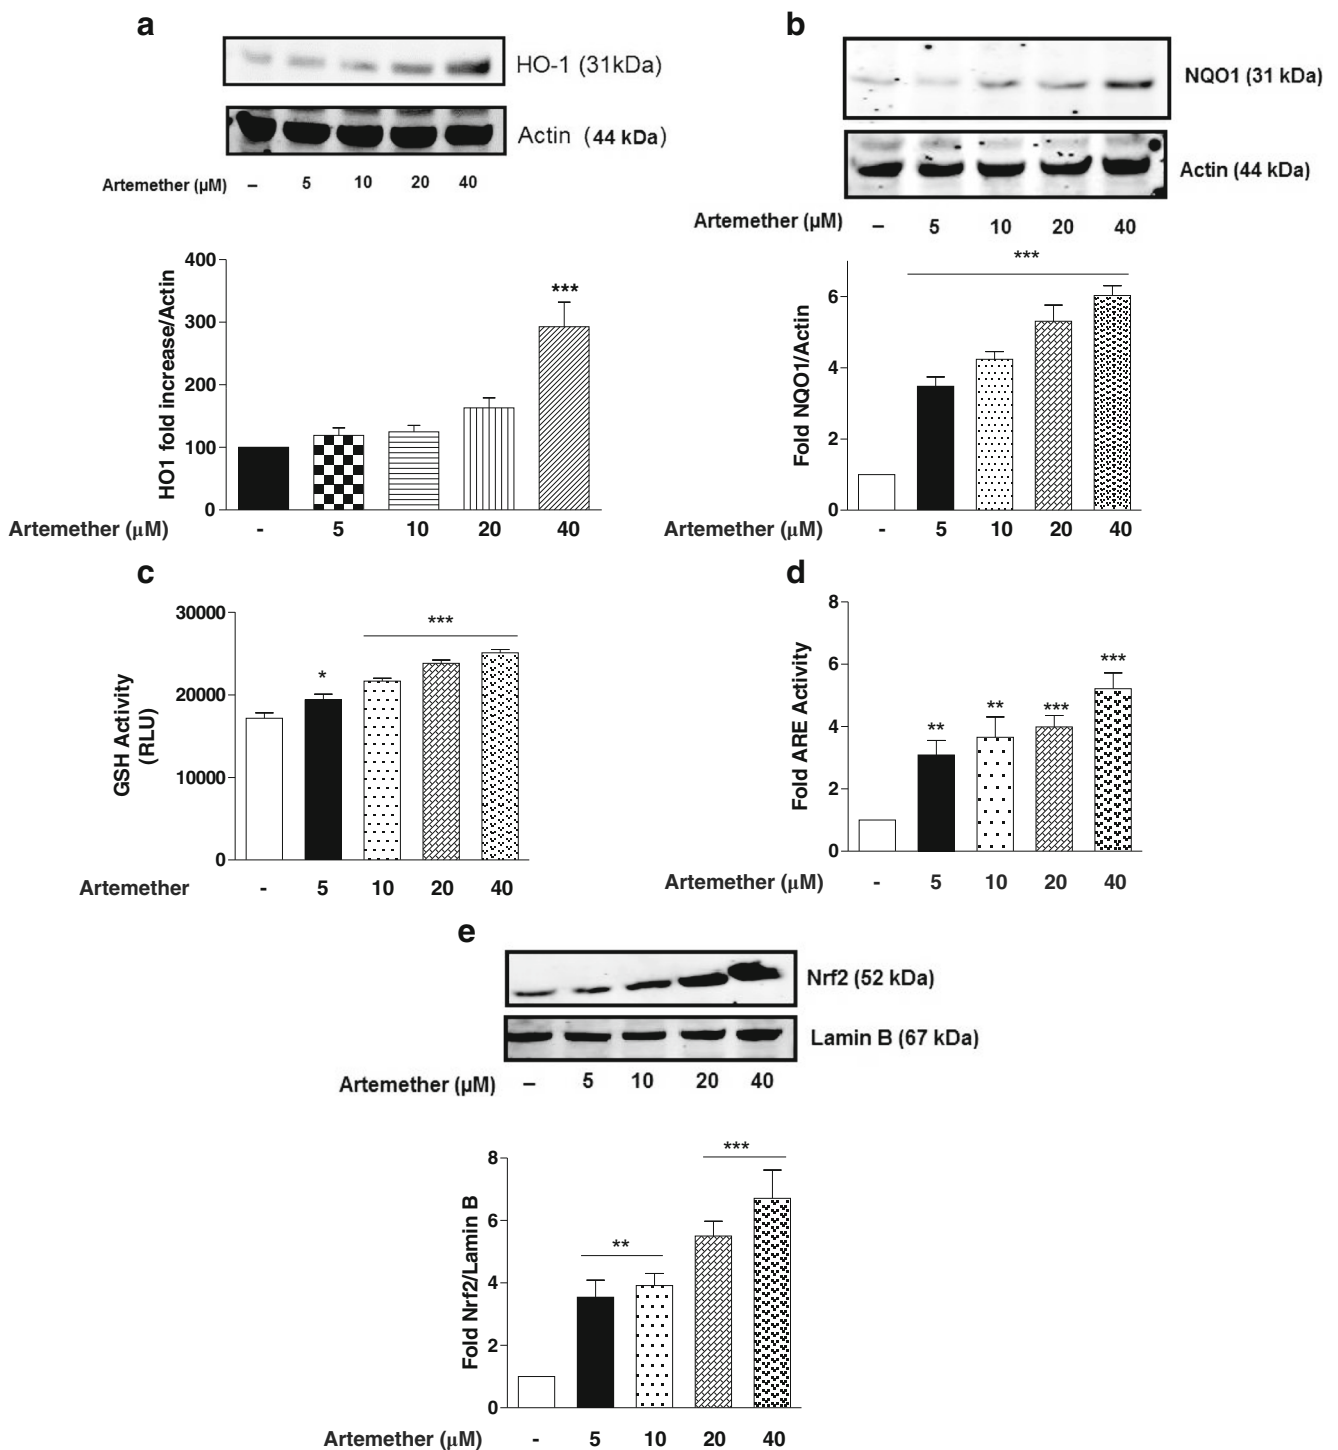 a
HO-1 (31kDa)
Actin (44 kDa)
Artemether (µM) – 5 10 20 40
400
300
200
100
0
HO1 fold increase/Actin
***
Artemether (µM) - 5 10 20 40
b
NQO1 (31 kDa)
Actin (44 kDa)
Artemether (µM) – 5 10 20 40
***
6
4
2
0
Fold NQO1/Actin
Artemether (µM) - 5 10 20 40
c
30000
20000
10000
0
GSH Activity
(RLU)
*
***
Artemether - 5 10 20 40
d
8
6
4
2
0
Fold ARE Activity
**
**
***
***
Artemether (µM) - 5 10 20 40
e
Nrf2 (52 kDa)
Lamin B (67 kDa)
Artemether (µM) – 5 10 20 40
8
6
4
2
0
Fold Nrf2/Lamin B
**
***
Artemether (µM) - 5 10 20 40